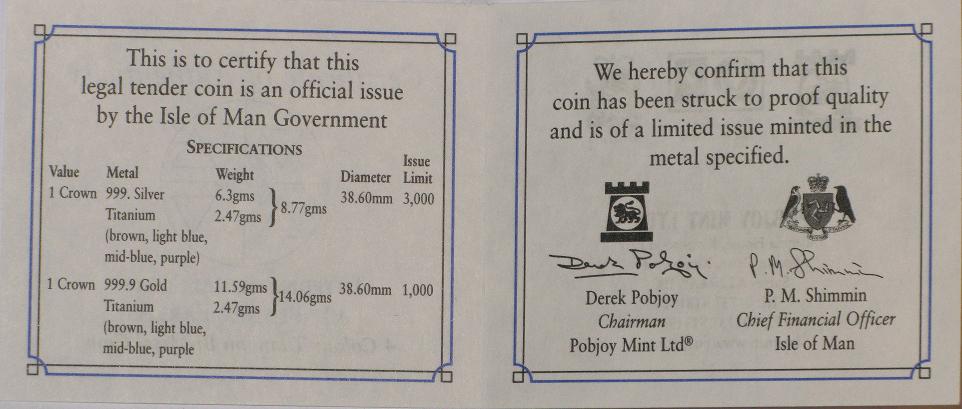 This is to certify that this
legal tender coin is an official issue
by the Isle of Man Government
SPECIFICATIONS
Value Metal Weight Diameter Issue Limit
1 Crown 999. Silver 6.3gms } 8.77gms 38.60mm 3,000
Titanium 2.47gms
(brown, light blue,
mid-blue, purple)
1 Crown 999.9 Gold 11.59gms } 14.06gms 38.60mm 1,000
Titanium 2.47gms
(brown, light blue,
mid-blue, purple
We hereby confirm that this
coin has been struck to proof quality
and is of a limited issue minted in the
metal specified.
Derek Pobjoy P. M. Shimmin
Derek Pobjoy P. M. Shimmin
Chairman Chief Financial Officer
Pobjoy Mint Ltd® Isle of Man